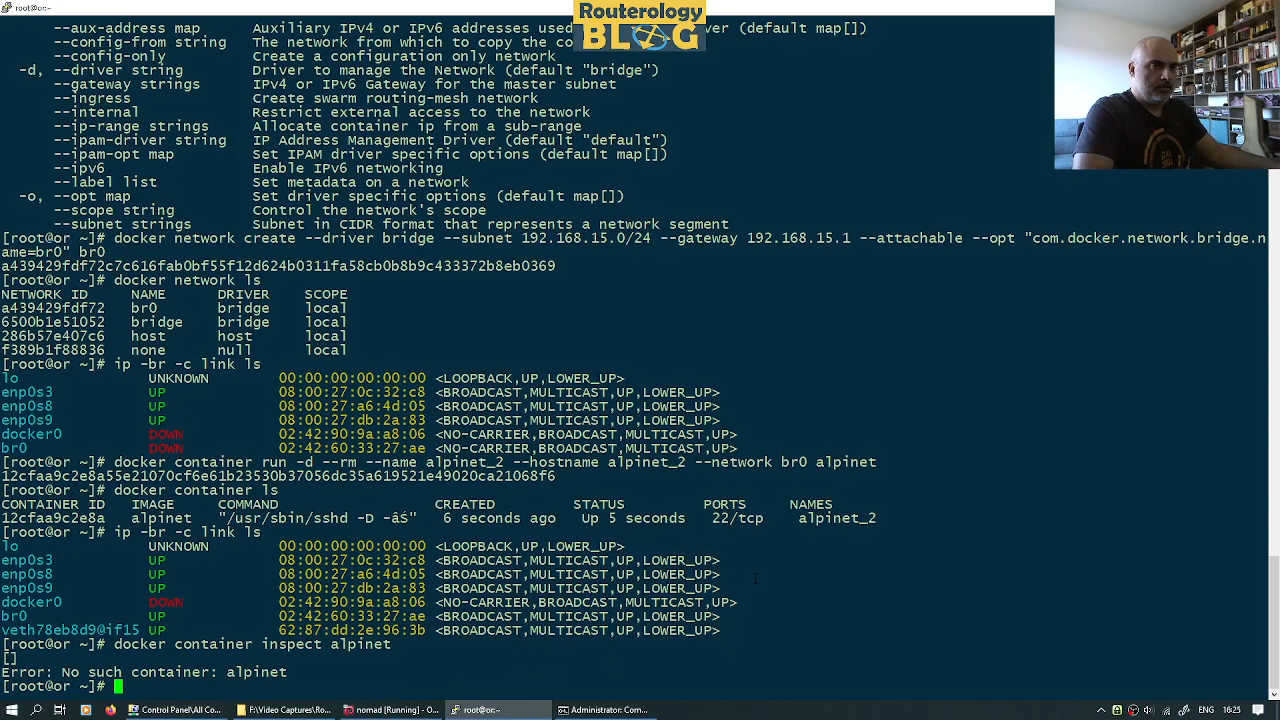 root@or:~
Routerology
BLOG
--aux-address map Auxiliary IPv4 or IPv6 addresses used ver (default map[])
--config-from string The network from which to copy the co
--config-only Create a configuration only network
-d, --driver string Driver to manage the Network (default "bridge")
--gateway strings IPv4 or IPv6 Gateway for the master subnet
--ingress Create swarm routing-mesh network
--internal Restrict external access to the network
--ip-range strings Allocate container ip from a sub-range
--ipam-driver string IP Address Management Driver (default "default")
--ipam-opt map Set IPAM driver specific options (default map[])
--ipv6 Enable IPv6 networking
--label list Set metadata on a network
-o, --opt map Set driver specific options (default map[])
--scope string Control the network's scope
--subnet strings Subnet in CIDR format that represents a network segment
[root@or ~]# docker network create --driver bridge --subnet 192.168.15.0/24 --gateway 192.168.15.1 --attachable --opt "com.docker.network.bridge.n
ame=br0" br0
a439429fdf72c7c616fab0bf55f12d624b0311fa58cb0b8b9c433372b8eb0369
[root@or ~]# docker network ls
NETWORK ID NAME DRIVER SCOPE
a439429fdf72 br0 bridge local
6500b1e51052 bridge bridge local
286b57e407c6 host host local
f389b1f88836 none null local
[root@or ~]# ip -br -c link ls
lo UNKNOWN 00:00:00:00:00:00 <LOOPBACK,UP,LOWER_UP>
enp0s3 UP 08:00:27:0c:32:c8 <BROADCAST,MULTICAST,UP,LOWER_UP>
enp0s8 UP 08:00:27:a6:4d:05 <BROADCAST,MULTICAST,UP,LOWER_UP>
enp0s9 UP 08:00:27:db:2a:83 <BROADCAST,MULTICAST,UP,LOWER_UP>
docker0 DOWN 02:42:90:9a:a8:06 <NO-CARRIER,BROADCAST,MULTICAST,UP>
br0 DOWN 02:42:60:33:27:ae <NO-CARRIER,BROADCAST,MULTICAST,UP>
[root@or ~]# docker container run -d --rm --name alpinet_2 --hostname alpinet_2 --network br0 alpinet
12cfaa9c2e8a55e21070cf6e61b23530b37056dc35a619521e49020ca21068f6
[root@or ~]# docker container ls
CONTAINER ID IMAGE COMMAND CREATED STATUS PORTS NAMES
12cfaa9c2e8a alpinet "/usr/sbin/sshd -D -âŚ" 6 seconds ago Up 5 seconds 22/tcp alpinet_2
[root@or ~]# ip -br -c link ls
lo UNKNOWN 00:00:00:00:00:00 <LOOPBACK,UP,LOWER_UP>
enp0s3 UP 08:00:27:0c:32:c8 <BROADCAST,MULTICAST,UP,LOWER_UP>
enp0s8 UP 08:00:27:a6:4d:05 <BROADCAST,MULTICAST,UP,LOWER_UP>
enp0s9 UP 08:00:27:db:2a:83 <BROADCAST,MULTICAST,UP,LOWER_UP>
docker0 DOWN 02:42:90:9a:a8:06 <NO-CARRIER,BROADCAST,MULTICAST,UP>
br0 UP 02:42:60:33:27:ae <BROADCAST,MULTICAST,UP,LOWER_UP>
veth78eb8d9@if15 UP 62:87:dd:2e:96:3b <BROADCAST,MULTICAST,UP,LOWER_UP>
[root@or ~]# docker container inspect alpinet
[]
Error: No such container: alpinet
[root@or ~]#
Control Panel\All Co... F:\Video Captures\Ro... nomad [Running] - O... root@or:~ Administrator: Com... ENG 16:25